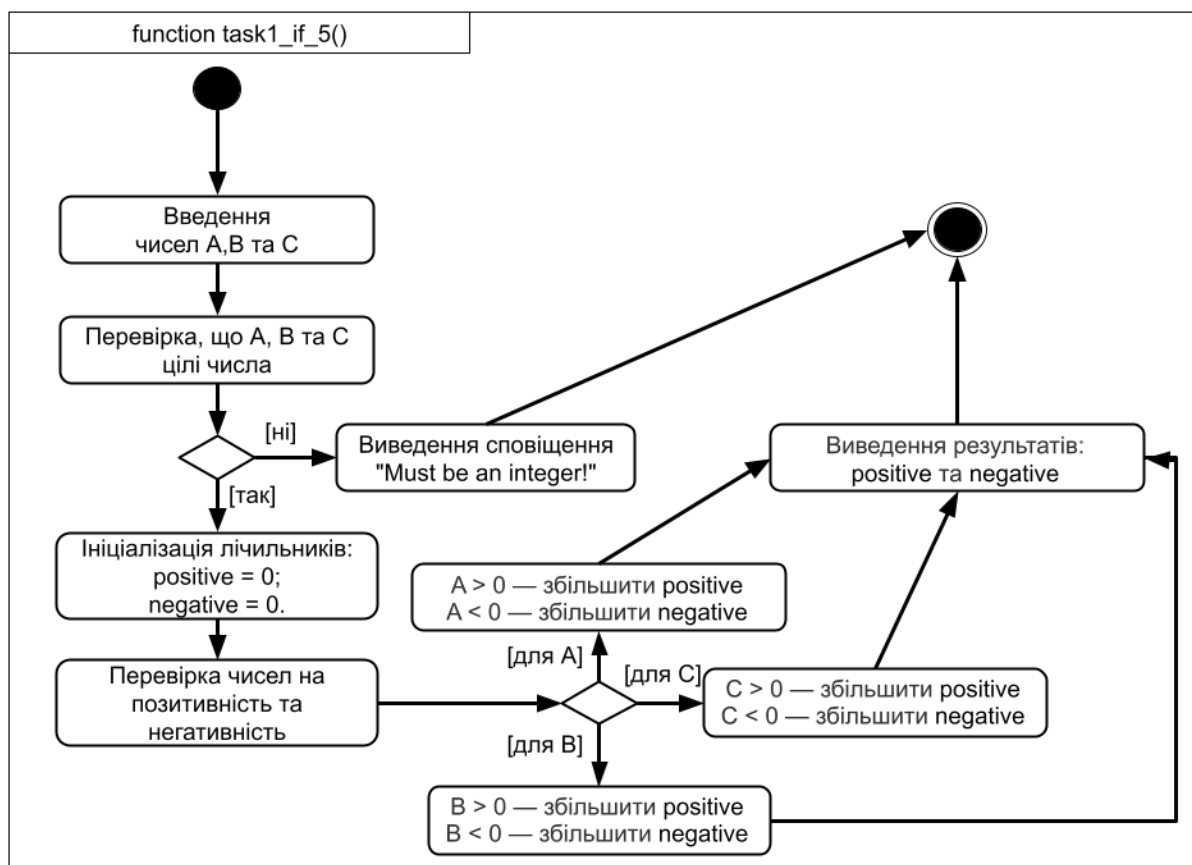 function task1_if_5()
Введення
чисел A,B та C
Перевірка, що A, B та C
цілі числа
[ні]
Виведення сповіщення
"Must be an integer!"
[так]
Виведення результатів:
positive та negative
Ініціалізація лічильників:
positive = 0;
negative = 0.
A > 0 — збільшити positive
A < 0 — збільшити negative
[для A]
Перевірка чисел на
позитивність та
негативність
[для C]
C > 0 — збільшити positive
C < 0 — збільшити negative
[для B]
B > 0 — збільшити positive
B < 0 — збільшити negative